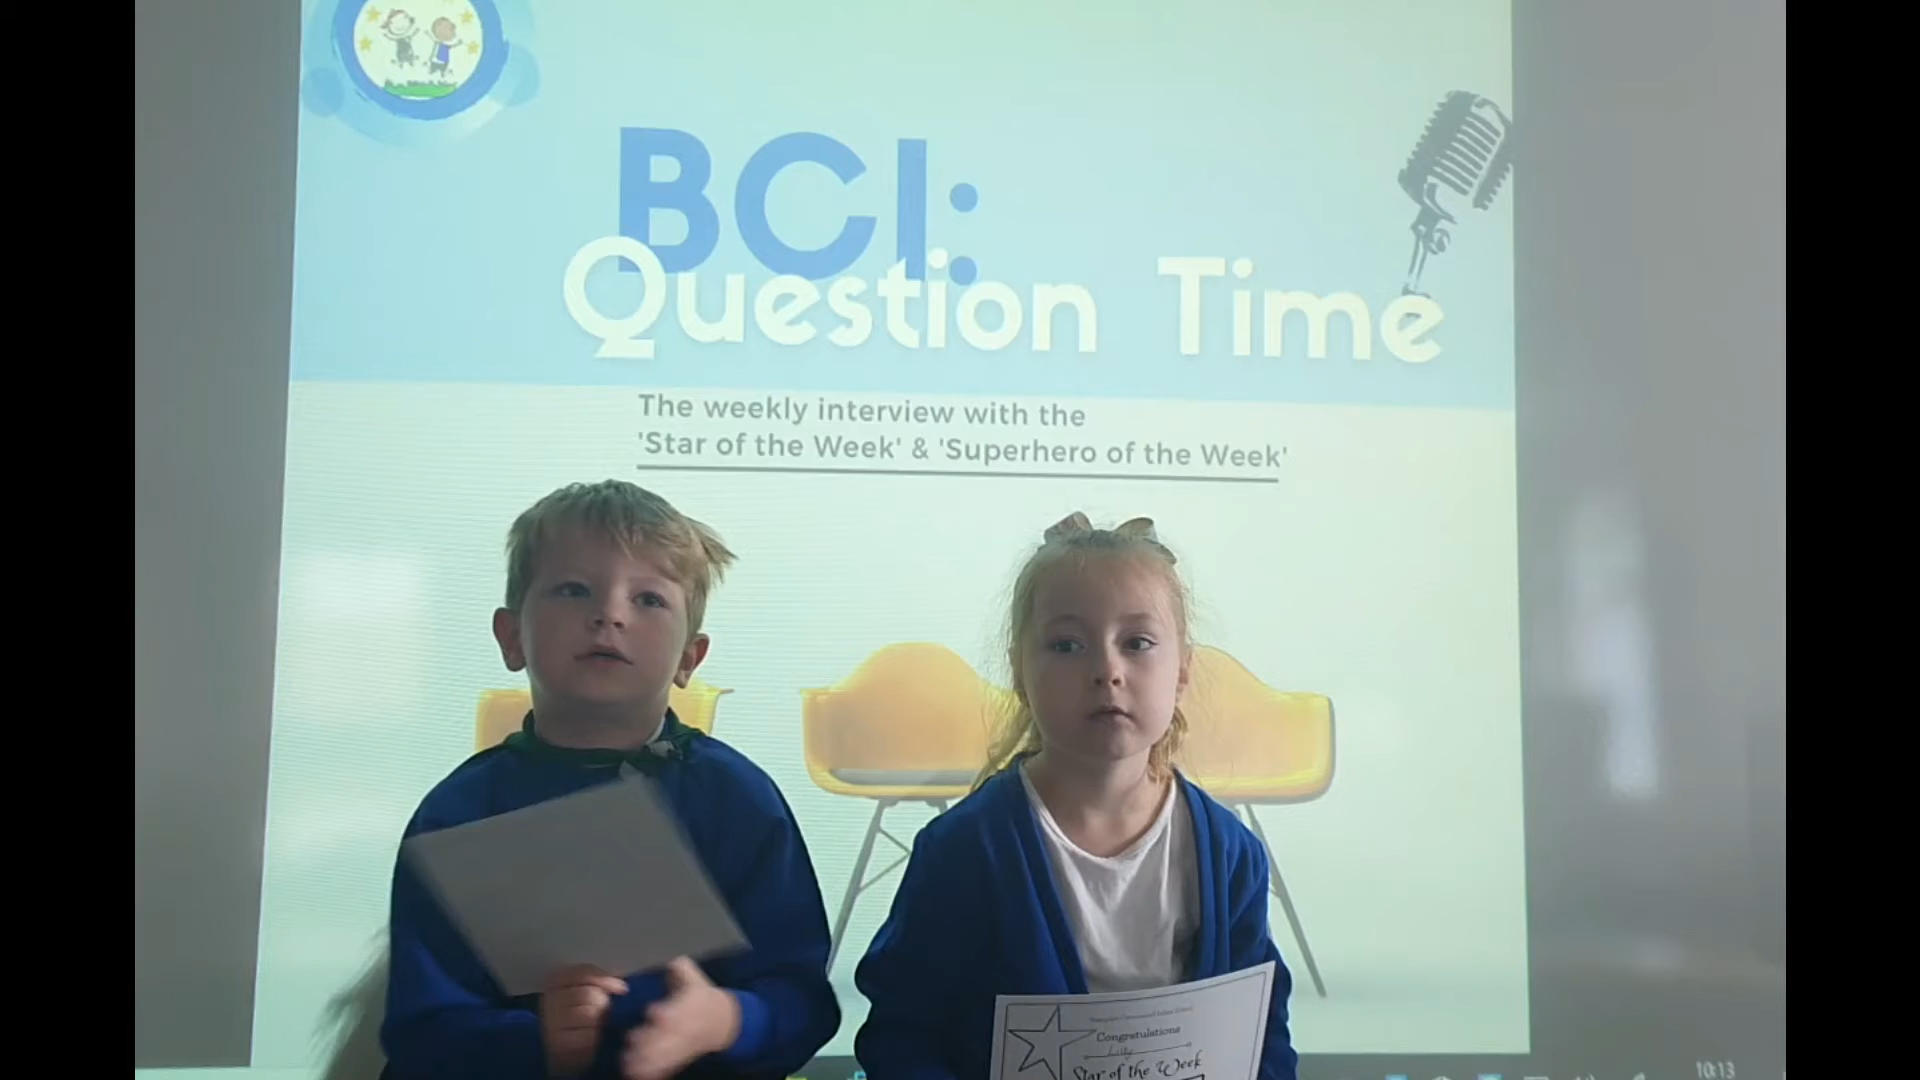 BCI:
Question Time
The weekly interview with the
'Star of the Week' & 'Superhero of the Week'
Congratulations
Lilly
Star of the Week
10:13